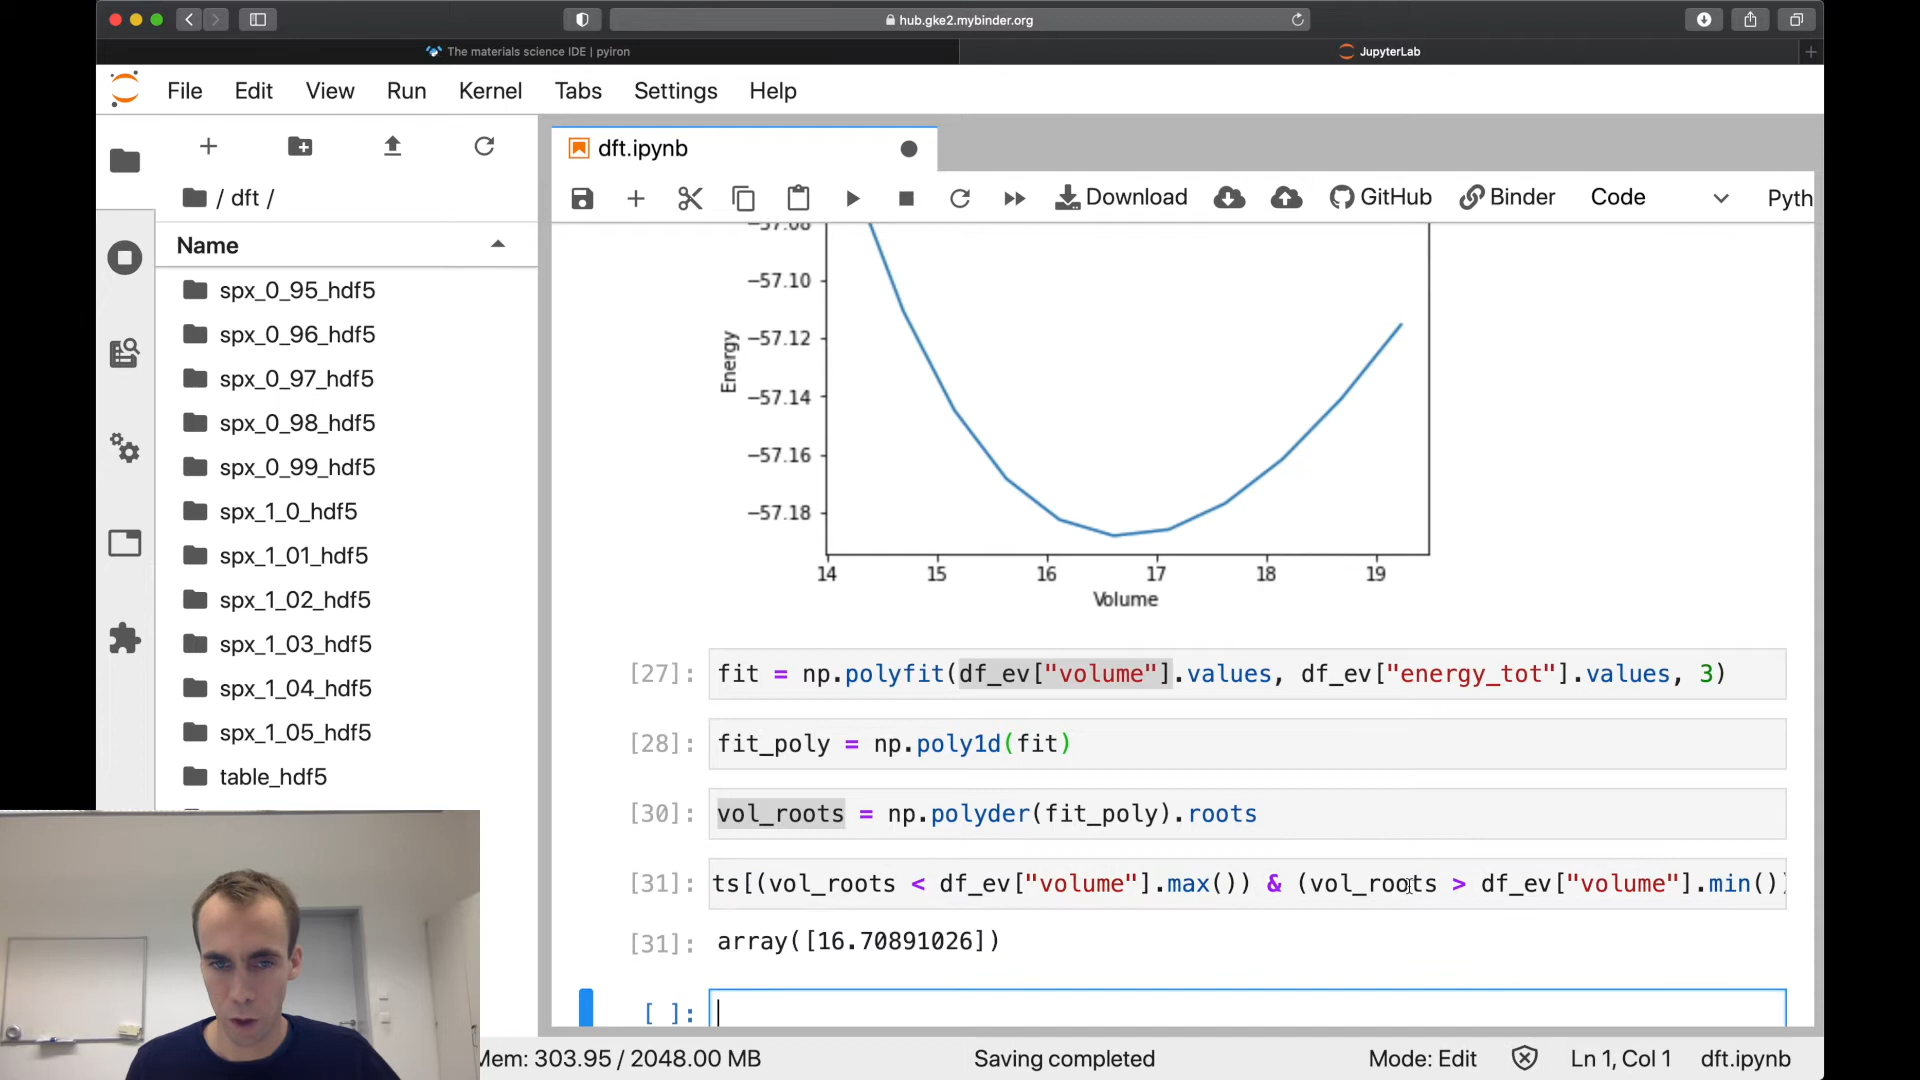 hub.gke2.mybinder.org
The materials science IDE | pyiron
JupyterLab
File Edit View Run Kernel Tabs Settings Help
dft.ipynb
/ dft /
Download GitHub Binder Code Pyth
Name
spx_0_95_hdf5
spx_0_96_hdf5
spx_0_97_hdf5
spx_0_98_hdf5
spx_0_99_hdf5
spx_1_0_hdf5
spx_1_01_hdf5
spx_1_02_hdf5
spx_1_03_hdf5
spx_1_04_hdf5
spx_1_05_hdf5
table_hdf5
−57.08
−57.10
−57.12
−57.14
−57.16
−57.18
Energy
14 15 16 17 18 19
Volume
[27]: fit = np.polyfit(df_ev["volume"].values, df_ev["energy_tot"].values, 3)
[28]: fit_poly = np.poly1d(fit)
[30]: vol_roots = np.polyder(fit_poly).roots
[31]: ts[(vol_roots < df_ev["volume"].max()) & (vol_roots > df_ev["volume"].min()
[31]: array([16.70891026])
[ ]:
Mem: 303.95 / 2048.00 MB Saving completed Mode: Edit Ln 1, Col 1 dft.ipynb